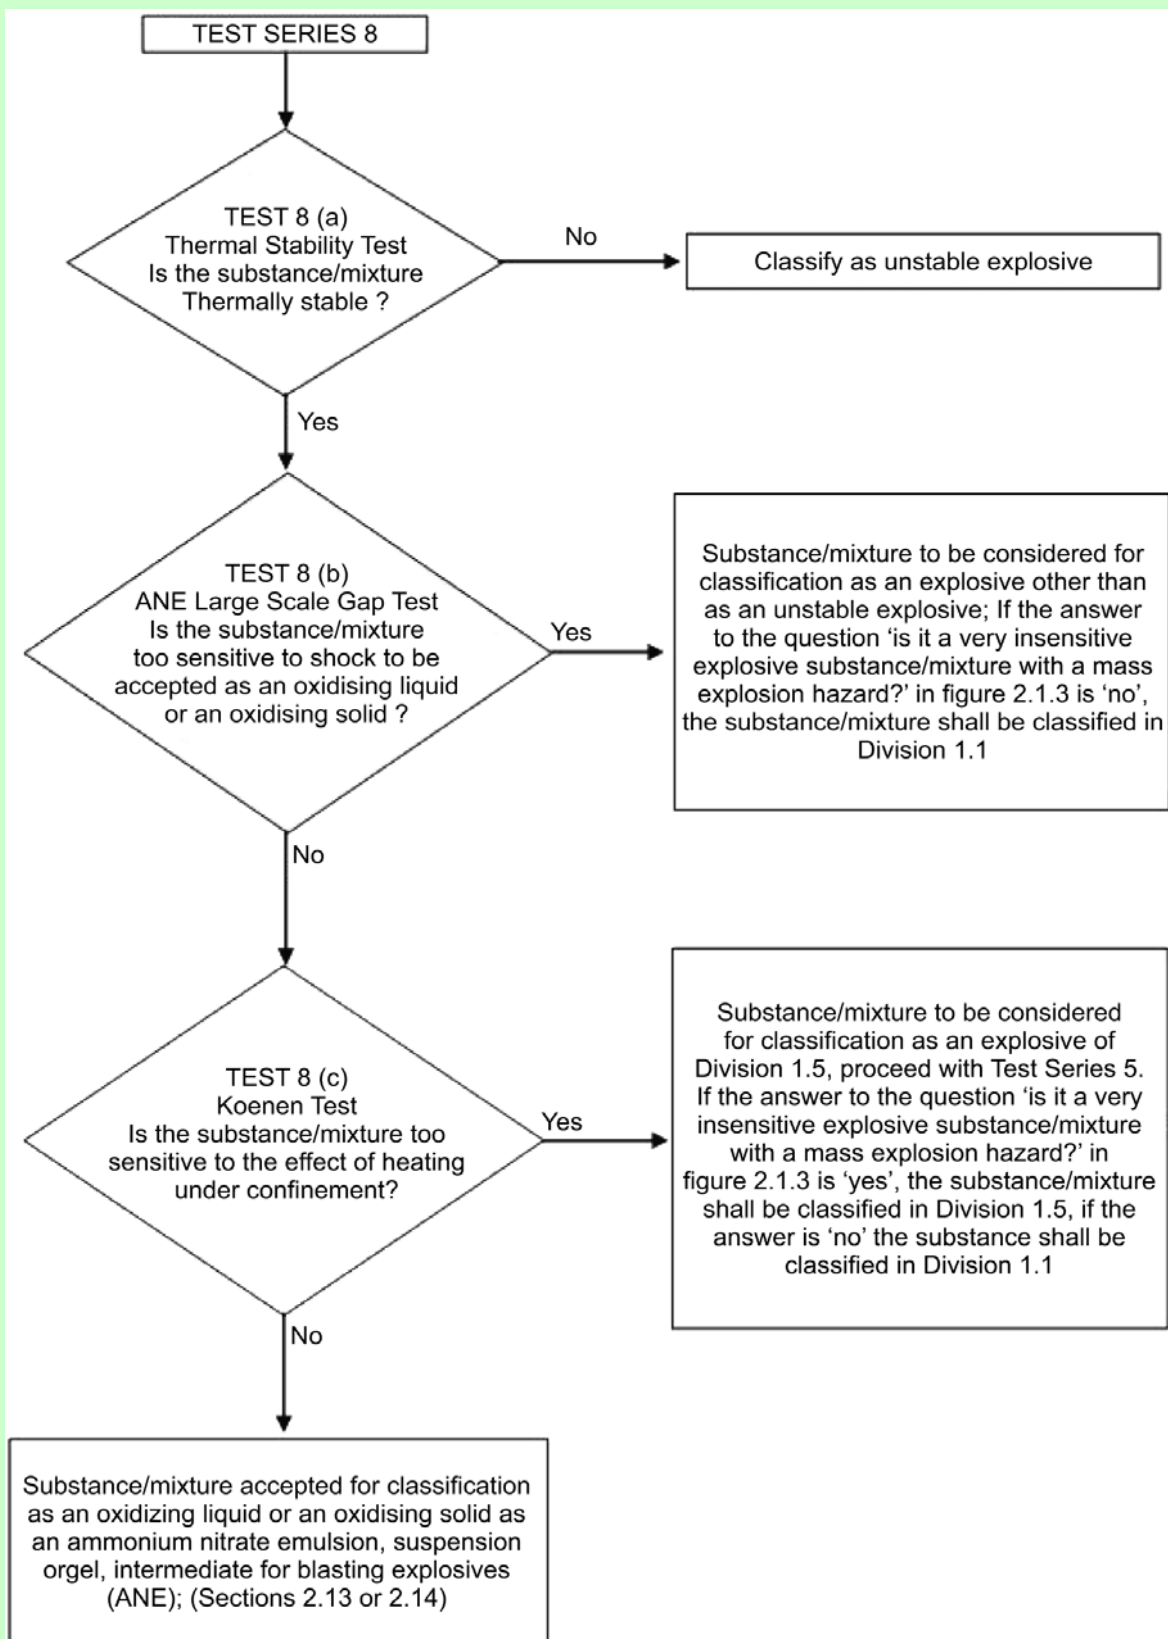 TEST SERIES 8
TEST 8 (a)
Thermal Stability Test
Is the substance/mixture
Thermally stable ?
No
Classify as unstable explosive
Yes
TEST 8 (b)
ANE Large Scale Gap Test
Is the substance/mixture
too sensitive to shock to be
accepted as an oxidising liquid
or an oxidising solid ?
Yes
Substance/mixture to be considered for
classification as an explosive other than
as an unstable explosive; If the answer
to the question ‘is it a very insensitive
explosive substance/mixture with a mass
explosion hazard?’ in figure 2.1.3 is ‘no’,
the substance/mixture shall be classified in
Division 1.1
No
TEST 8 (c)
Koenen Test
Is the substance/mixture too
sensitive to the effect of heating
under confinement?
Yes
Substance/mixture to be considered
for classification as an explosive of
Division 1.5, proceed with Test Series 5.
If the answer to the question ‘is it a very
insensitive explosive substance/mixture
with a mass explosion hazard?’ in
figure 2.1.3 is ‘yes’, the substance/mixture
shall be classified in Division 1.5, if the
answer is ‘no’ the substance shall be
classified in Division 1.1
No
Substance/mixture accepted for classification
as an oxidizing liquid or an oxidising solid as
an ammonium nitrate emulsion, suspension
orgel, intermediate for blasting explosives
(ANE); (Sections 2.13 or 2.14)